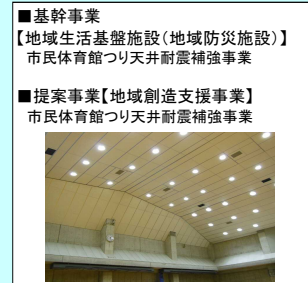 ■基幹事業
【地域生活基盤施設（地域防災施設）】
市民体育館つり天井耐震補強事業
■提案事業【地域創造支援事業】
市民体育館つり天井耐震補強事業